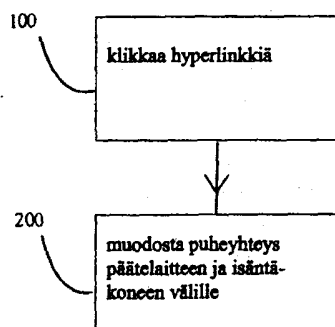 100
klikkaa hyperlinkkiä
200
muodosta puheyhteys
päätelaitteen ja isäntä-
koneen välille